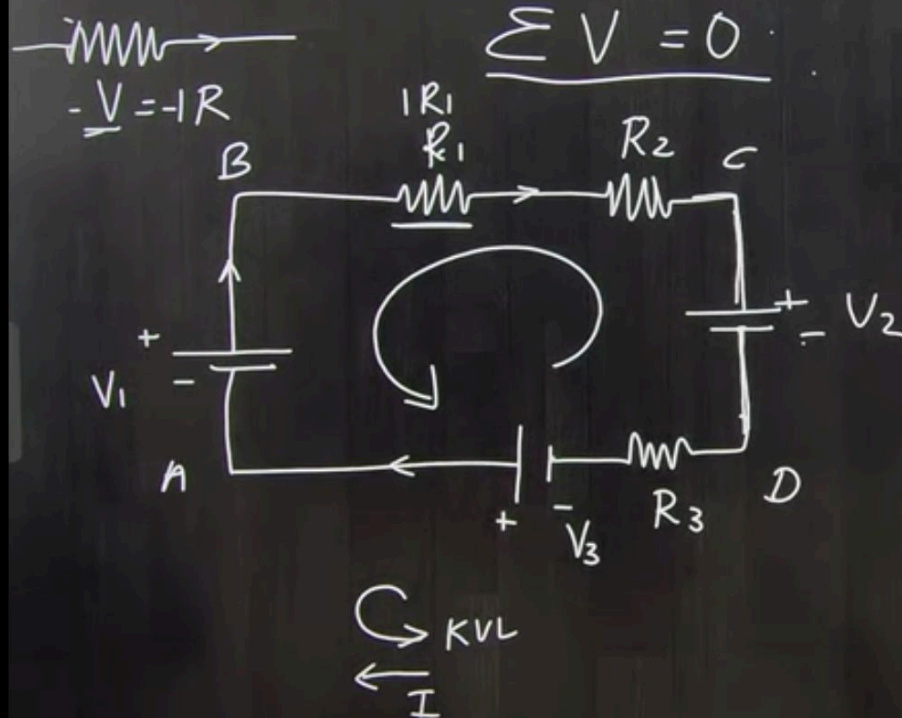 ΣV = 0
-V = -IR
IR1
R1
R2
B
C
+
-
V1
+
-
V2
A
D
+
-
V3
R3
KVL
I